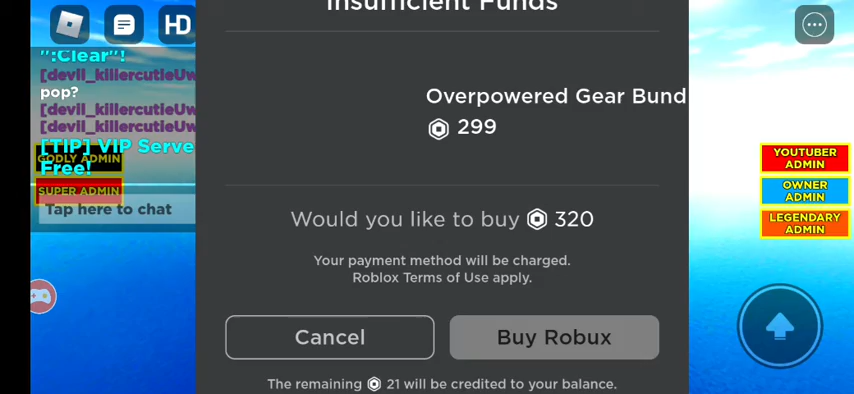 Insufficient Funds
HD
":Clear"!
[devil_killercutieUw
pop?
[devil_killercutieUw
[devil_killercutieUw
[TIP] VIP Serve
Free!
GODLY ADMIN
SUPER ADMIN
Tap here to chat
Overpowered Gear Bund
299
Would you like to buy 320
Your payment method will be charged.
Roblox Terms of Use apply.
Cancel
Buy Robux
The remaining 21 will be credited to your balance.
YOUTUBER
ADMIN
OWNER
ADMIN
LEGENDARY
ADMIN